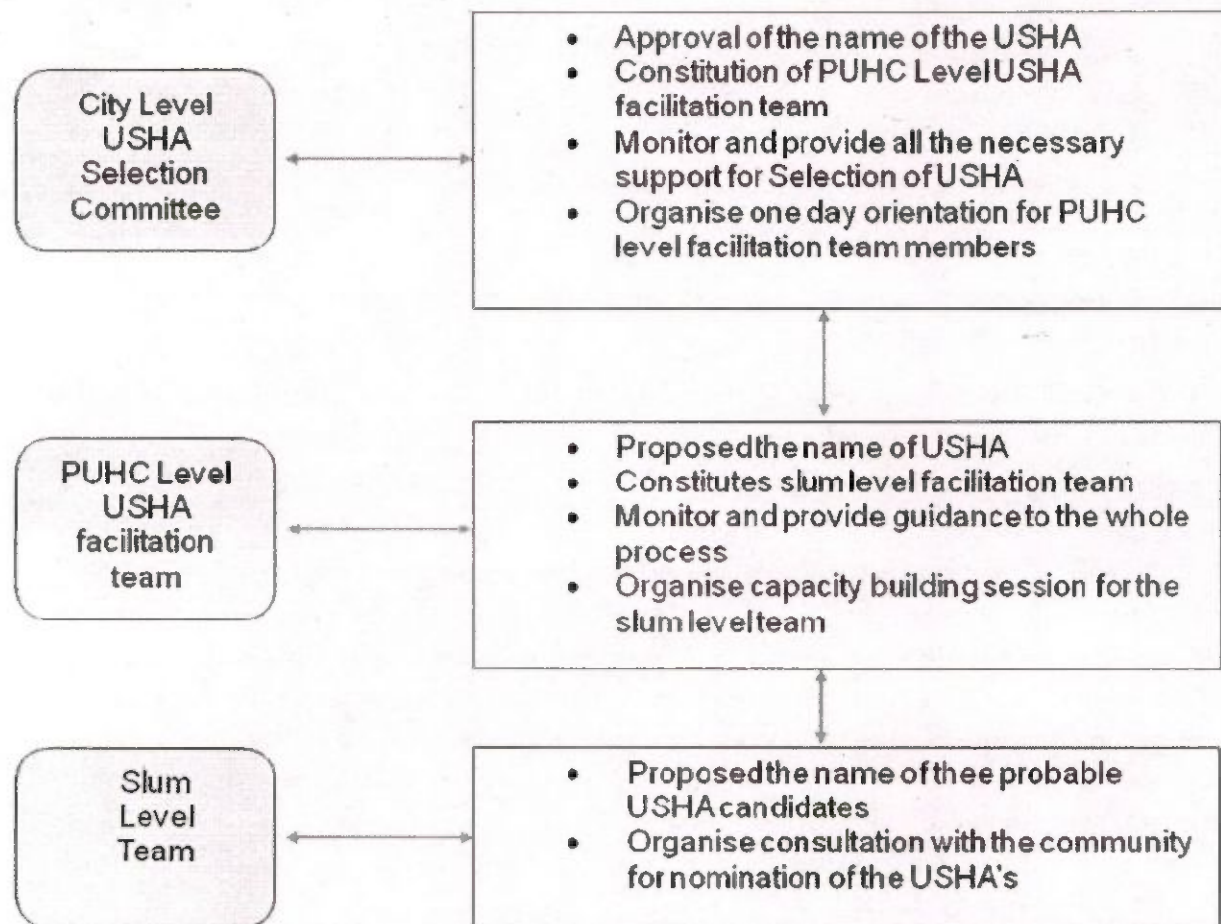 City Level
USHA
Selection
Committee
• Approval of the name of the USHA
• Constitution of PUHC Level USHA
facilitation team
• Monitor and provide all the necessary
support for Selection of USHA
• Organise one day orientation for PUHC
level facilitation team members
PUHC Level
USHA
facilitation
team
• Proposed the name of USHA
• Constitutes slum level facilitation team
• Monitor and provide guidance to the whole
process
• Organise capacity building session for the
slum level team
Slum
Level
Team
• Proposed the name of thee probable
USHA candidates
• Organise consultation with the community
for nomination of the USHA's